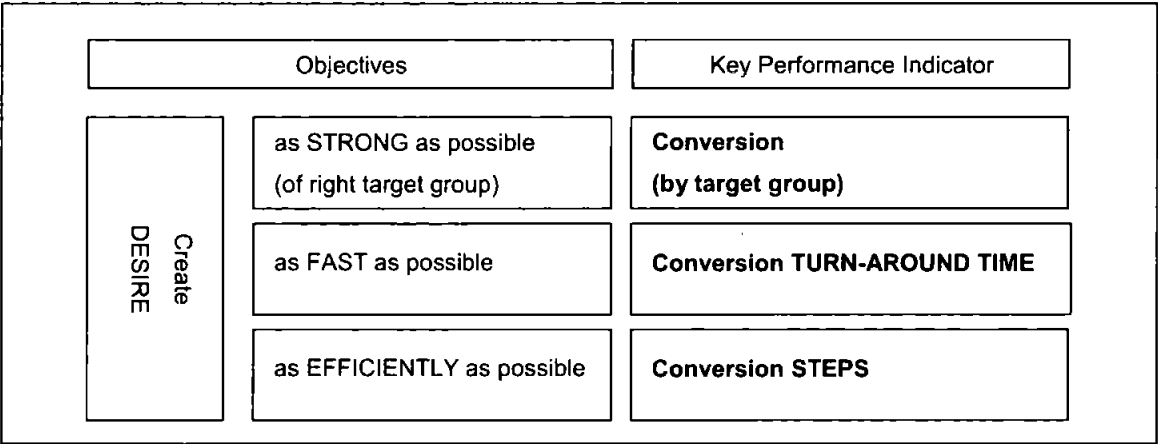 Objectives
Key Performance Indicator
Create
DESIRE
as STRONG as possible
(of right target group)
Conversion
(by target group)
as FAST as possible
Conversion TURN-AROUND TIME
as EFFICIENTLY as possible
Conversion STEPS